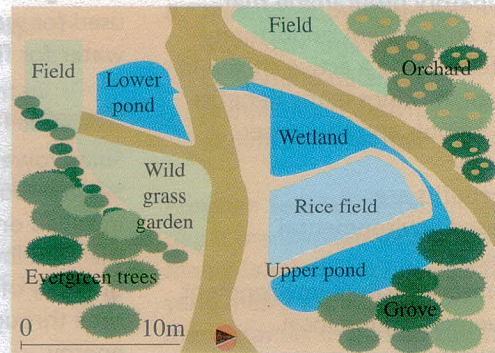 Field
Orchard
Field
Lower
pond
Wetland
Wild
grass
garden
Rice field
Evergreen trees
Upper pond
Grove
0 10m